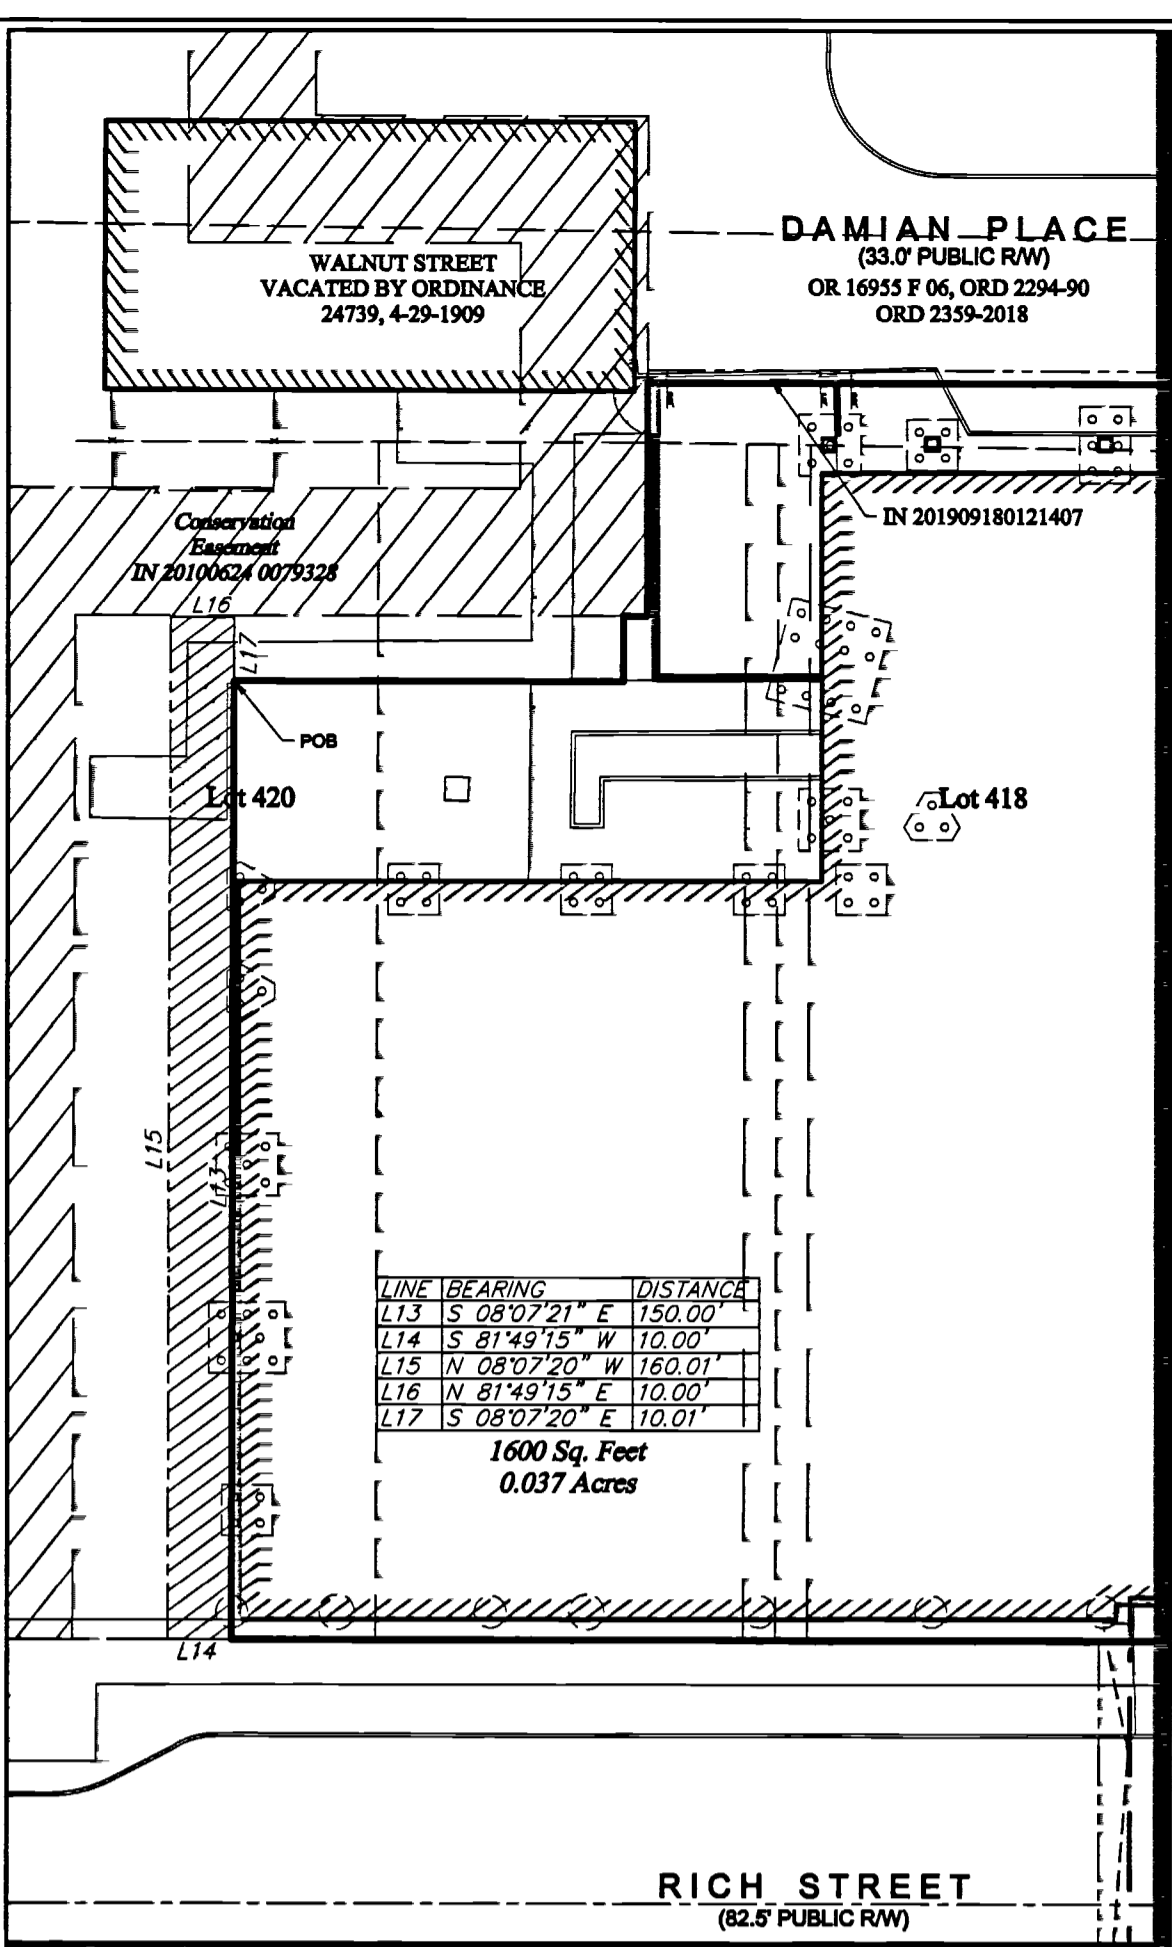 DAMIAN PLACE
(33.0' PUBLIC R/W)
OR 16955 F 06, ORD 2294-90
ORD 2359-2018
WALNUT STREET
VACATED BY ORDINANCE
24739, 4-29-1909
IN 201909180121407
Conservation
Easement
IN 20100624 0079328
L16
L17
POB
Lot 420
Lot 418
L15
L13
LINE BEARING DISTANCE
L13 S 08°07'21" E 150.00'
L14 S 81°49'15" W 10.00'
L15 N 08°07'20" W 160.01'
L16 N 81°49'15" E 10.00'
L17 S 08°07'20" E 10.01'
1600 Sq. Feet
0.037 Acres
L14
RICH STREET
(82.5' PUBLIC R/W)